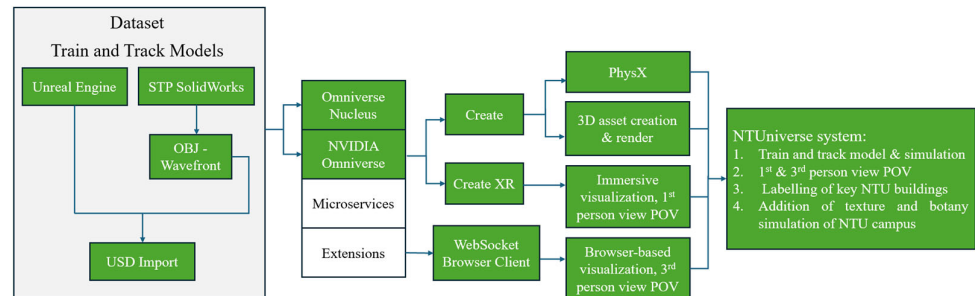 Dataset
Train and Track Models
Unreal Engine
STP SolidWorks
OBJ -
Wavefront
USD Import
Omniverse
Nucleus
NVIDIA
Omniverse
Microservices
Extensions
Create
Create XR
WebSocket
Browser Client
PhysX
3D asset creation
& render
Immersive
visualization, 1st
person view POV
Browser-based
visualization, 3rd
person view POV
NTUniverse system:
1. Train and track model & simulation
2. 1st & 3rd person view POV
3. Labelling of key NTU buildings
4. Addition of texture and botany
simulation of NTU campus